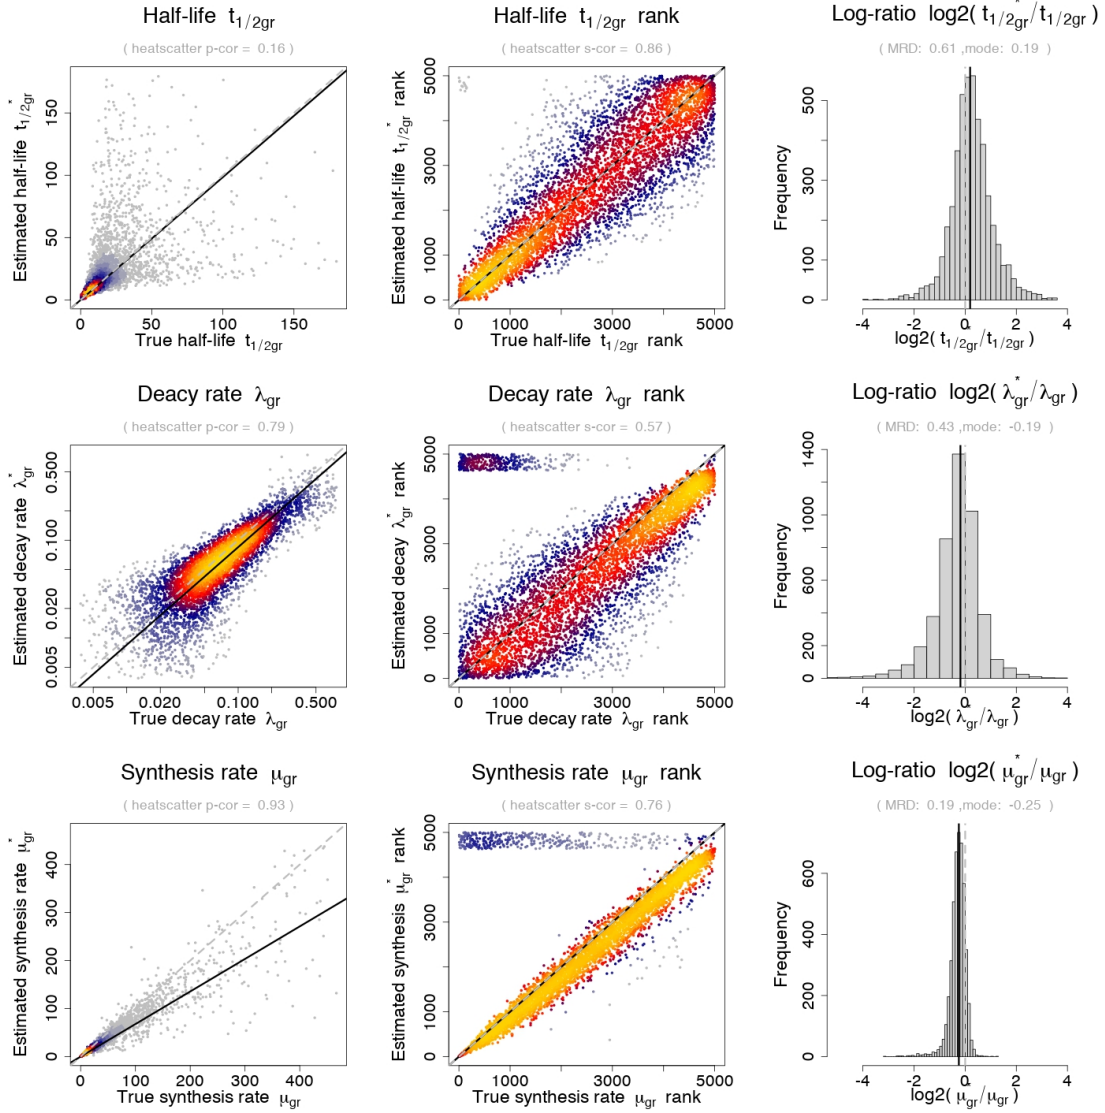 Half-life t1/2gr
( heatscatter p-cor = 0.16 )
Estimated half-life t*1/2gr
0 50 100 150
0 50 100 150
True half-life t1/2gr
Half-life t1/2gr rank
( heatscatter s-cor = 0.86 )
Estimated half-life t*1/2gr rank
0 1000 3000 5000
0 1000 3000 5000
True half-life t1/2gr rank
Log-ratio log2( t*1/2gr/t1/2gr )
( MRD: 0.61 ,mode: 0.19 )
Frequency
0 100 300 500
-4 -2 0 2 4
log2( t*1/2gr/t1/2gr )
Deacy rate λgr
( heatscatter p-cor = 0.79 )
Estimated decay rate λ*gr
0.005 0.020 0.100 0.500
0.005 0.020 0.100 0.500
True decay rate λgr
Decay rate λgr rank
( heatscatter s-cor = 0.57 )
Estimated decay λ*gr rank
0 1000 3000 5000
0 1000 3000 5000
True decay rate λgr rank
Log-ratio log2( λ*gr/λgr )
( MRD: 0.43 ,mode: -0.19 )
Frequency
0 200 600 1000 1400
-4 -2 0 2 4
log2( λ*gr/λgr )
Synthesis rate μgr
( heatscatter p-cor = 0.93 )
Estimated synthesis rate μ*gr
0 100 200 300 400
0 100 200 300 400
True synthesis rate μgr
Synthesis rate μgr rank
( heatscatter s-cor = 0.76 )
Estimated synthesis μ*gr rank
0 1000 3000 5000
0 1000 3000 5000
True synthesis rate μgr rank
Log-ratio log2( μ*gr/μgr )
( MRD: 0.19 ,mode: -0.25 )
Frequency
0 200 400 600
-4 -2 0 2 4
log2( μ*gr/μgr )